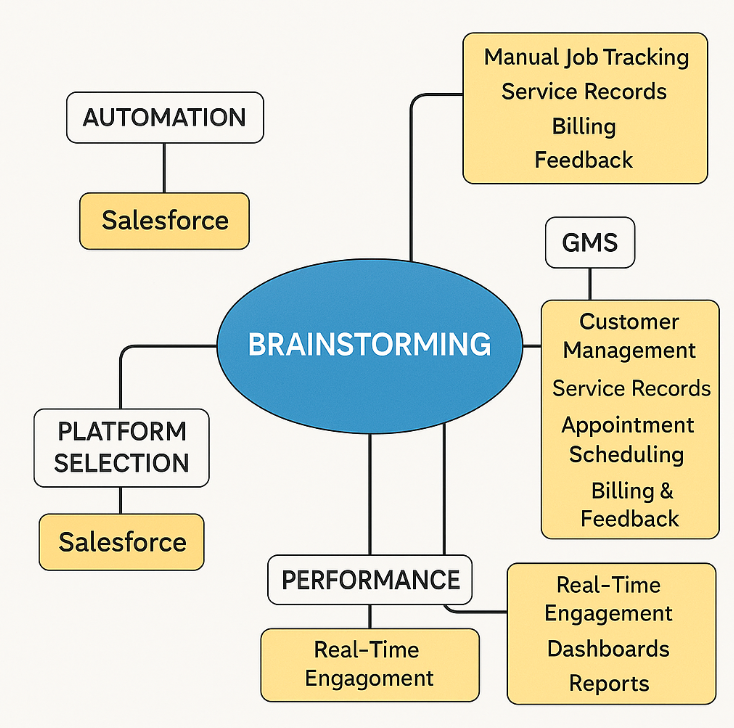 Manual Job Tracking
Service Records
Billing
Feedback
AUTOMATION
Salesforce
GMS
Customer
Management
Service Records
Appointment
Scheduling
Billing &
Feedback
BRAINSTORMING
PLATFORM
SELECTION
Salesforce
PERFORMANCE
Real-Time
Engagoment
Real-Time
Engagement
Dashboards
Reports